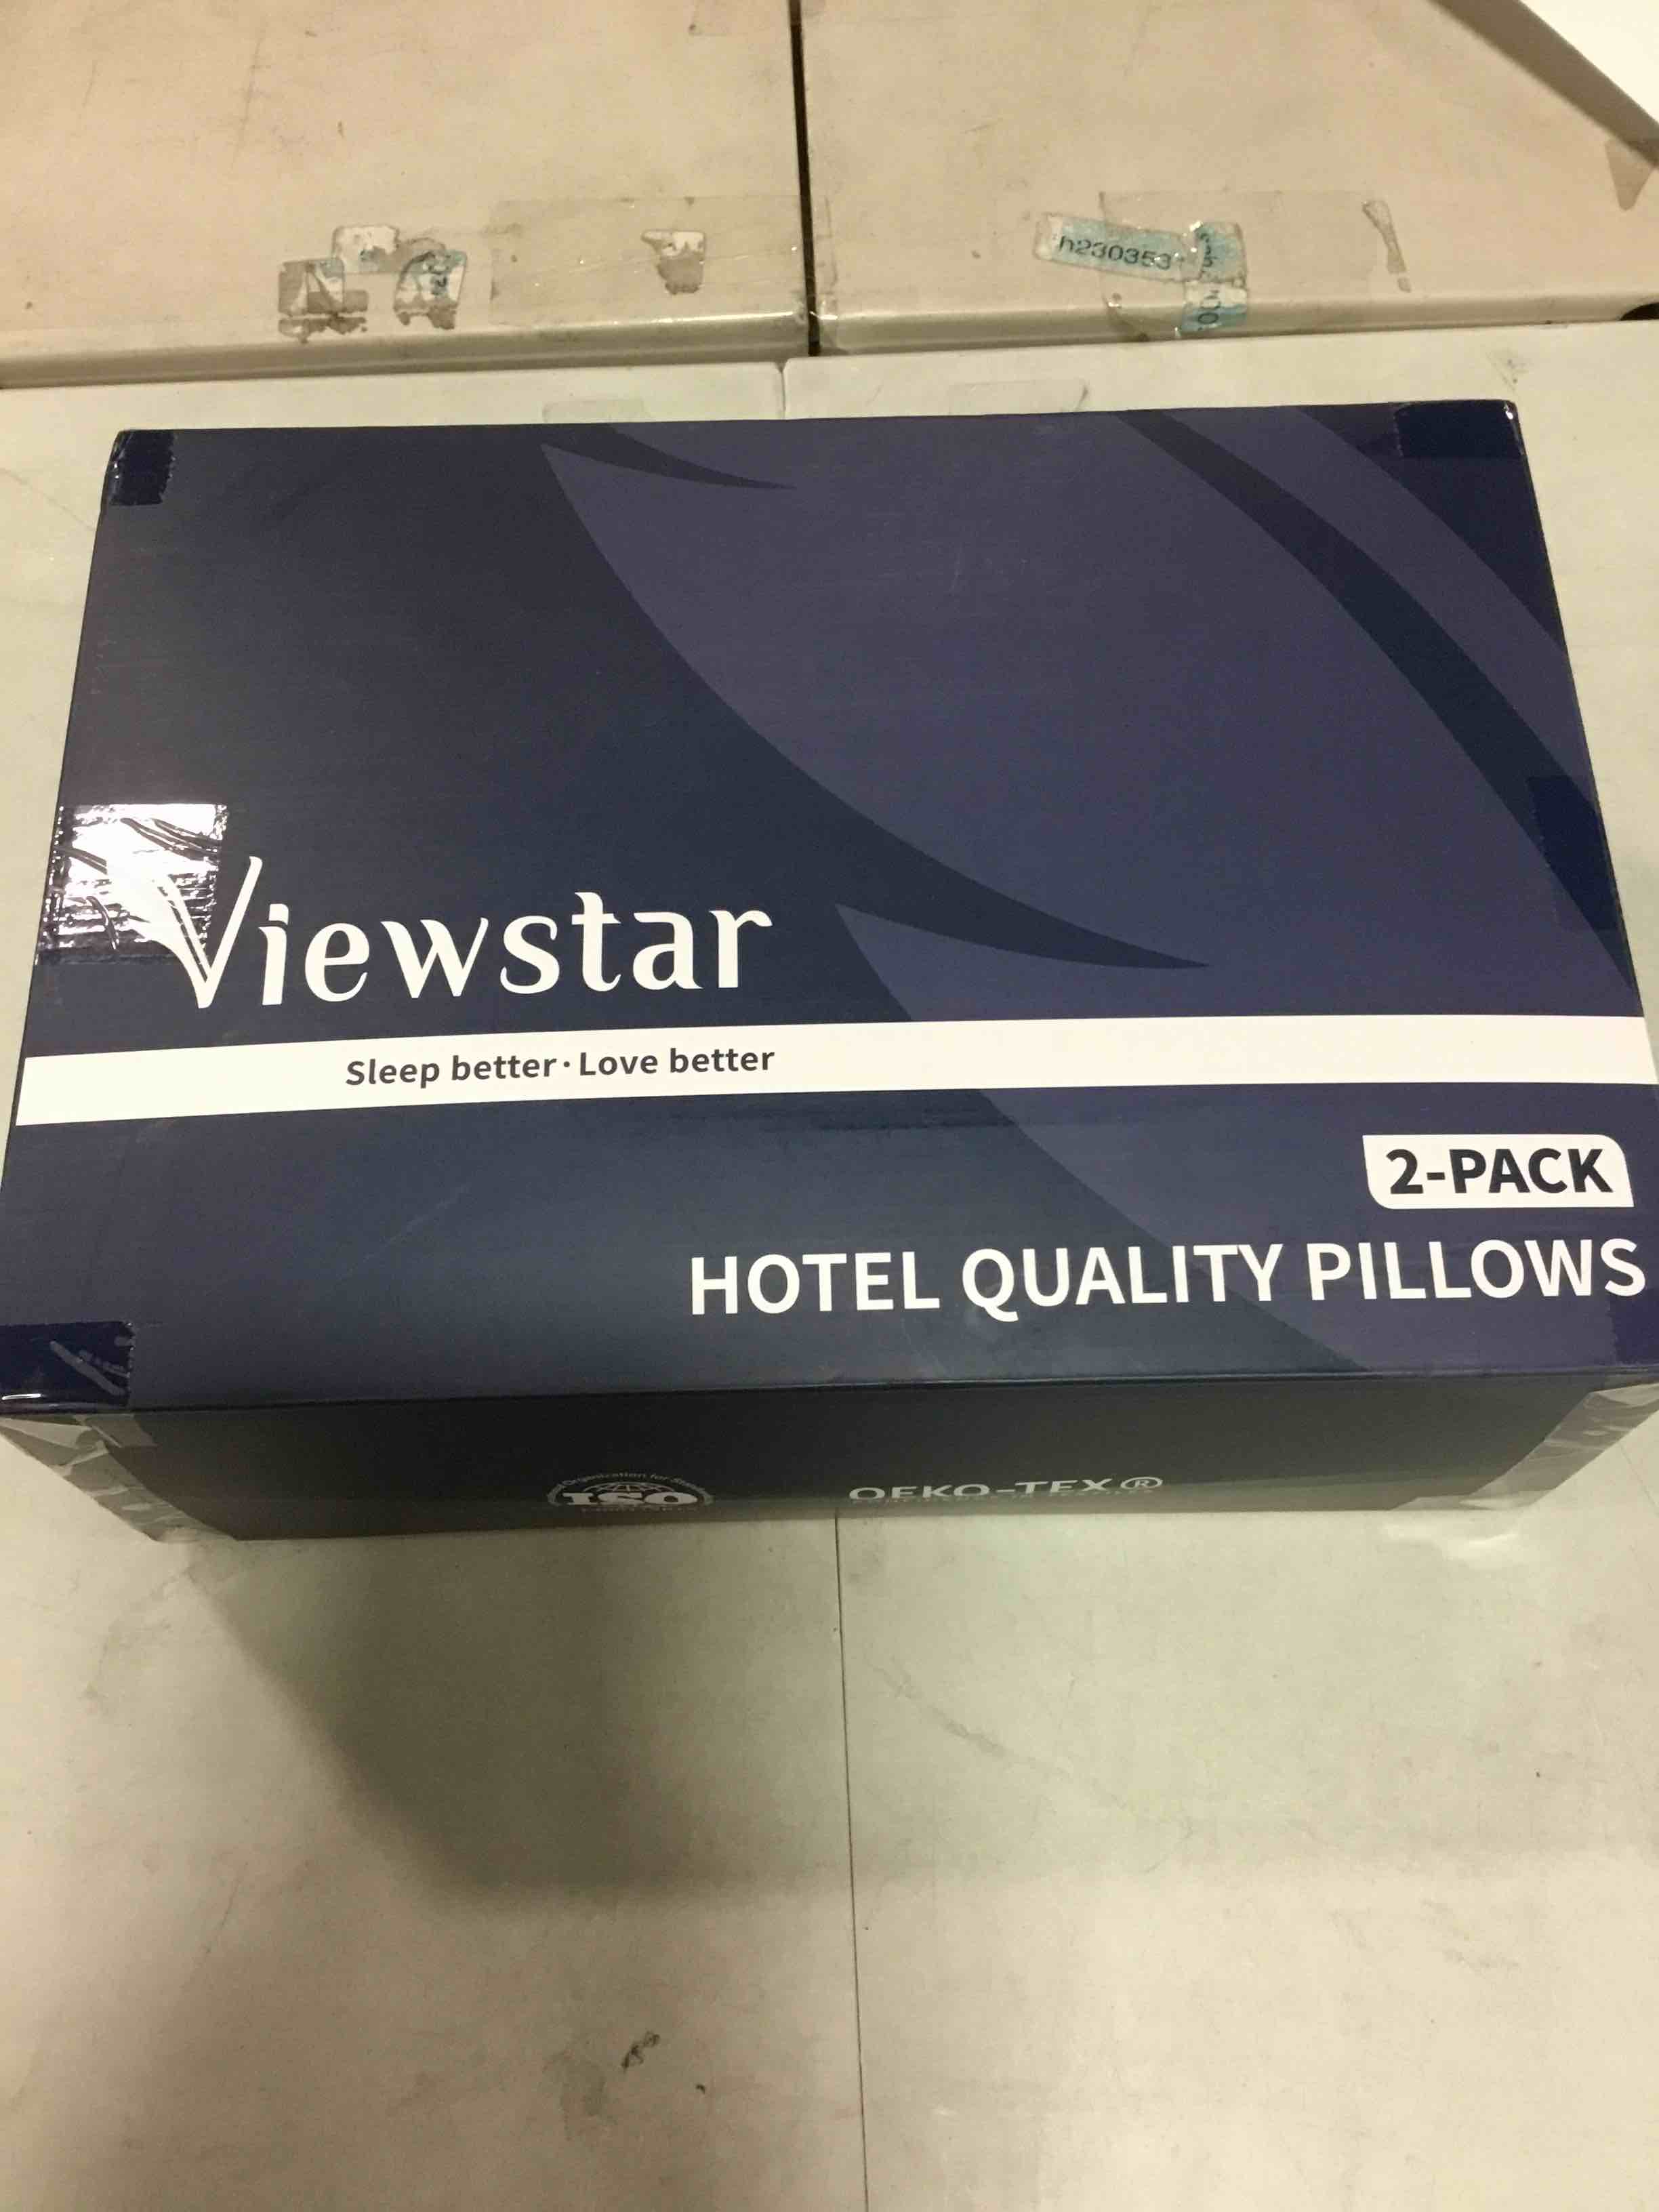 h230353
Viewstar
Sleep better·Love better
2-PACK
HOTEL QUALITY PILLOWS
ISO
OEKO-TEX®